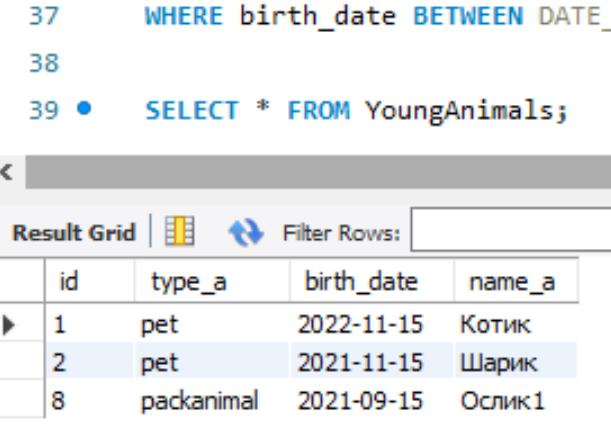 37 WHERE birth_date BETWEEN DATE_
38
39 SELECT * FROM YoungAnimals;
Result Grid Filter Rows:
id type_a birth_date name_a
1 pet 2022-11-15 Котик
2 pet 2021-11-15 Шарик
8 packanimal 2021-09-15 Ослик1